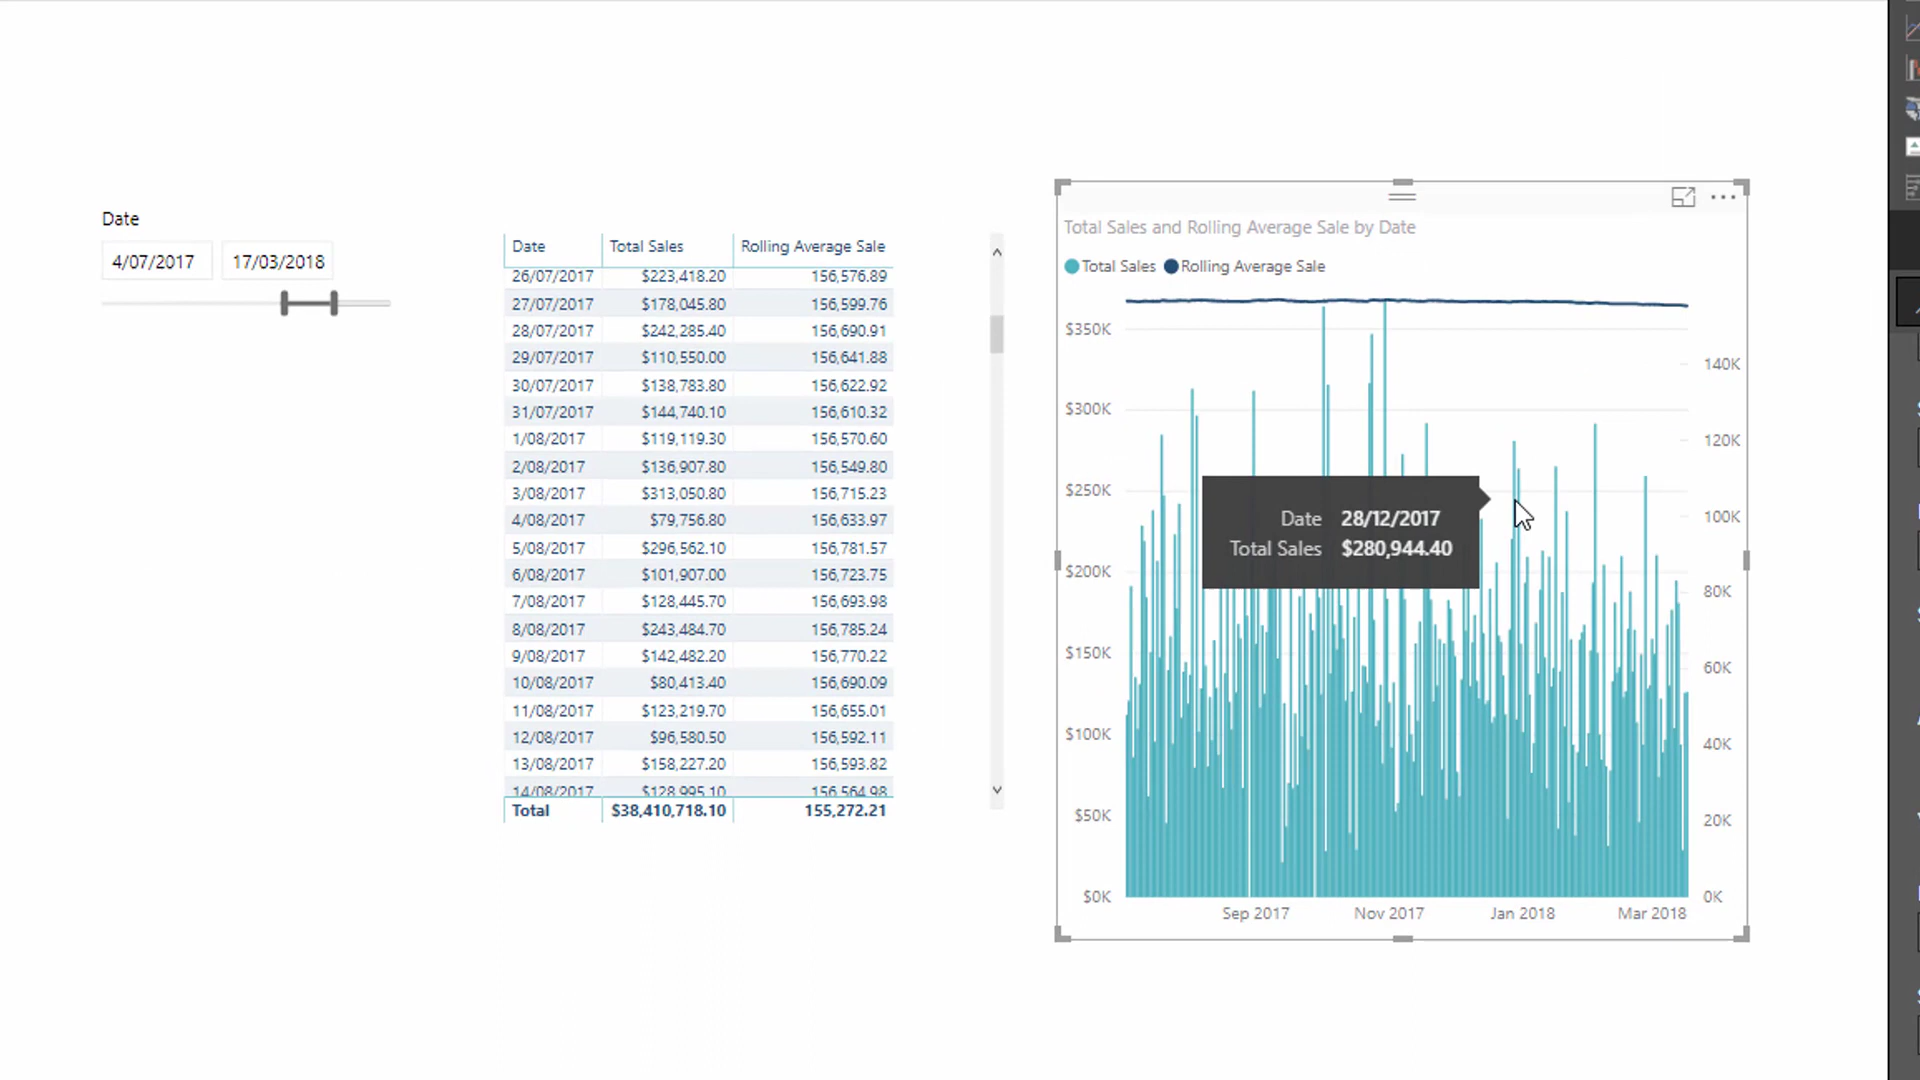 Date
4/07/2017 17/03/2018
Date Total Sales Rolling Average Sale
26/07/2017 $223,418.20 156,576.89
27/07/2017 $178,045.80 156,599.76
28/07/2017 $242,285.40 156,690.91
29/07/2017 $110,550.00 156,641.88
30/07/2017 $138,783.80 156,622.92
31/07/2017 $144,740.10 156,610.32
1/08/2017 $119,119.30 156,570.60
2/08/2017 $136,907.80 156,549.80
3/08/2017 $313,050.80 156,715.23
4/08/2017 $79,756.80 156,633.97
5/08/2017 $296,562.10 156,781.57
6/08/2017 $101,907.00 156,723.75
7/08/2017 $128,445.70 156,693.98
8/08/2017 $243,484.70 156,785.24
9/08/2017 $142,482.20 156,770.22
10/08/2017 $80,413.40 156,690.09
11/08/2017 $123,219.70 156,655.01
12/08/2017 $96,580.50 156,592.11
13/08/2017 $158,227.20 156,593.82
14/08/2017 $128,995.10 156,564.98
Total $38,410,718.10 155,272.21
Total Sales and Rolling Average Sale by Date
Total Sales Rolling Average Sale
$350K
$300K
$250K
$200K
$150K
$100K
$50K
$0K
Date 28/12/2017
Total Sales $280,944.40
140K
120K
100K
80K
60K
40K
20K
0K
Sep 2017 Nov 2017 Jan 2018 Mar 2018